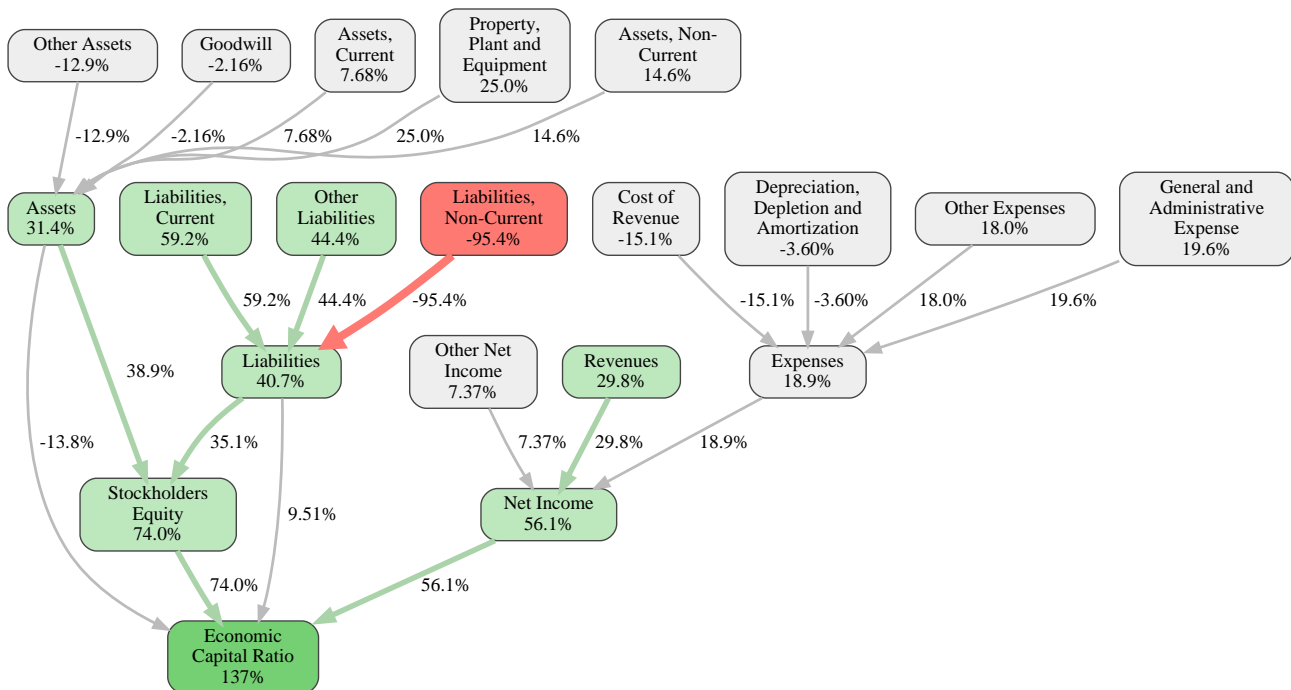 Other Assets
-12.9%
Goodwill
-2.16%
Assets,
Current
7.68%
Property,
Plant and
Equipment
25.0%
Assets, Non-
Current
14.6%
-12.9%
-2.16%
7.68%
25.0%
14.6%
Assets
31.4%
Liabilities,
Current
59.2%
Other
Liabilities
44.4%
Liabilities,
Non-Current
-95.4%
Cost of
Revenue
-15.1%
Depreciation,
Depletion and
Amortization
-3.60%
Other Expenses
18.0%
General and
Administrative
Expense
19.6%
59.2%
44.4%
-95.4%
-15.1%
-3.60%
18.0%
19.6%
38.9%
Liabilities
40.7%
Other Net
Income
7.37%
Revenues
29.8%
Expenses
18.9%
-13.8%
35.1%
7.37%
29.8%
18.9%
Stockholders
Equity
74.0%
9.51%
Net Income
56.1%
74.0%
56.1%
Economic
Capital Ratio
137%